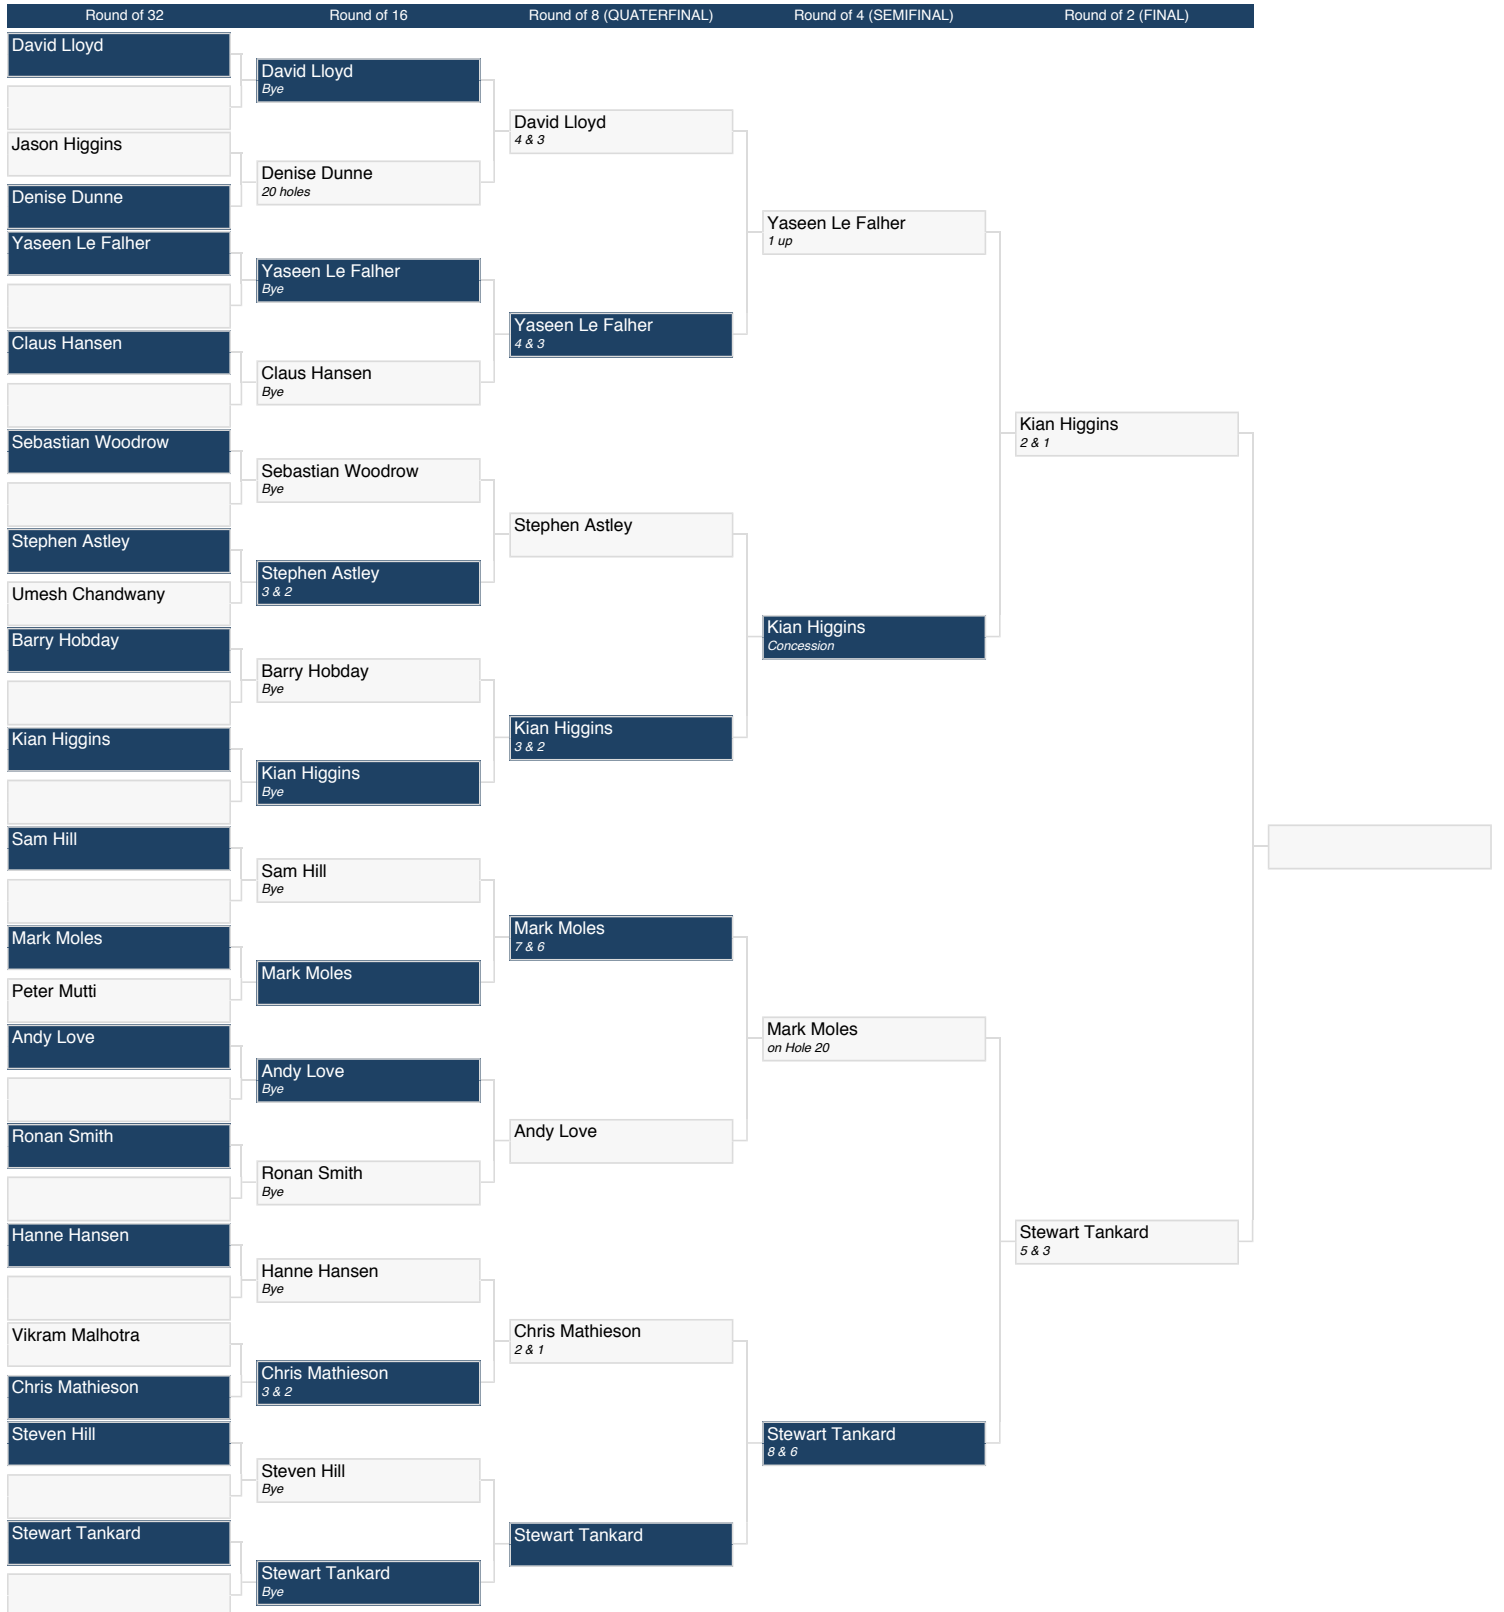 Round of 32
Round of 16
Round of 8 (QUATERFINAL)
Round of 4 (SEMIFINAL)
Round of 2 (FINAL)
David Lloyd
Jason Higgins
Denise Dunne
Yaseen Le Falher
Claus Hansen
Sebastian Woodrow
Stephen Astley
Umesh Chandwany
Barry Hobday
Kian Higgins
Sam Hill
Mark Moles
Peter Mutti
Andy Love
Ronan Smith
Hanne Hansen
Vikram Malhotra
Chris Mathieson
Steven Hill
Stewart Tankard
David Lloyd
Bye
Denise Dunne
20 holes
Yaseen Le Falher
Bye
Claus Hansen
Bye
Sebastian Woodrow
Bye
Stephen Astley
3 & 2
Barry Hobday
Bye
Kian Higgins
Bye
Sam Hill
Bye
Mark Moles
Andy Love
Bye
Ronan Smith
Bye
Hanne Hansen
Bye
Chris Mathieson
3 & 2
Steven Hill
Bye
Stewart Tankard
Bye
David Lloyd
4 & 3
Yaseen Le Falher
4 & 3
Stephen Astley
Kian Higgins
3 & 2
Mark Moles
7 & 6
Andy Love
Chris Mathieson
2 & 1
Stewart Tankard
Yaseen Le Falher
1 up
Kian Higgins
Concession
Mark Moles
on Hole 20
Stewart Tankard
8 & 6
Kian Higgins
2 & 1
Stewart Tankard
5 & 3